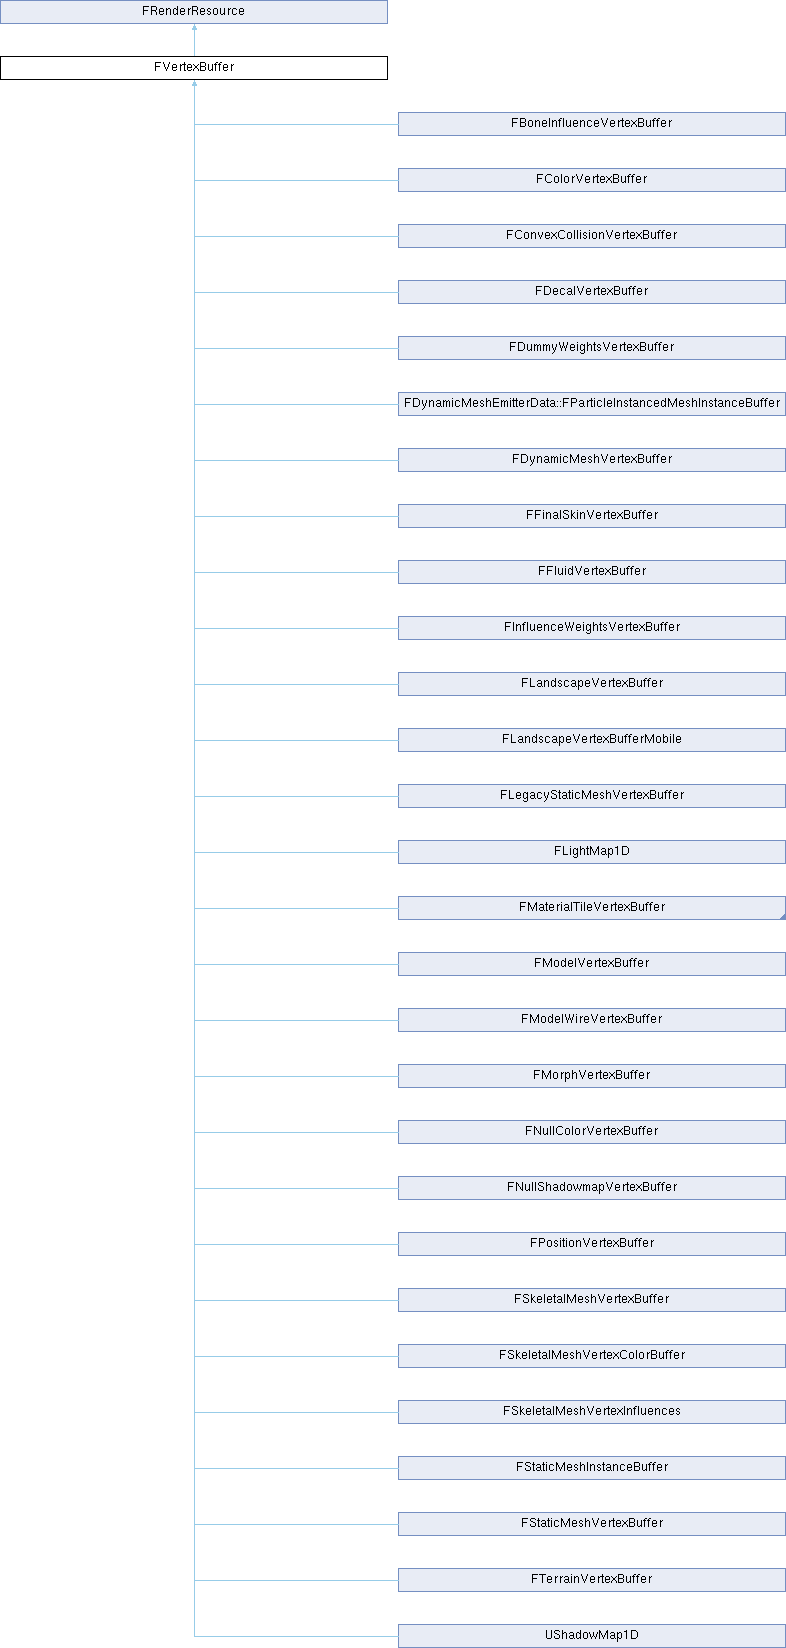 FRenderResource
FVertexBuffer
FBoneInfluenceVertexBuffer
FColorVertexBuffer
FConvexCollisionVertexBuffer
FDecalVertexBuffer
FDummyWeightsVertexBuffer
FDynamicMeshEmitterData::FParticleInstancedMeshInstanceBuffer
FDynamicMeshVertexBuffer
FFinalSkinVertexBuffer
FFluidVertexBuffer
FInfluenceWeightsVertexBuffer
FLandscapeVertexBuffer
FLandscapeVertexBufferMobile
FLegacyStaticMeshVertexBuffer
FLightMap1D
FMaterialTileVertexBuffer
FModelVertexBuffer
FModelWireVertexBuffer
FMorphVertexBuffer
FNullColorVertexBuffer
FNullShadowmapVertexBuffer
FPositionVertexBuffer
FSkeletalMeshVertexBuffer
FSkeletalMeshVertexColorBuffer
FSkeletalMeshVertexInfluences
FStaticMeshInstanceBuffer
FStaticMeshVertexBuffer
FTerrainVertexBuffer
UShadowMap1D